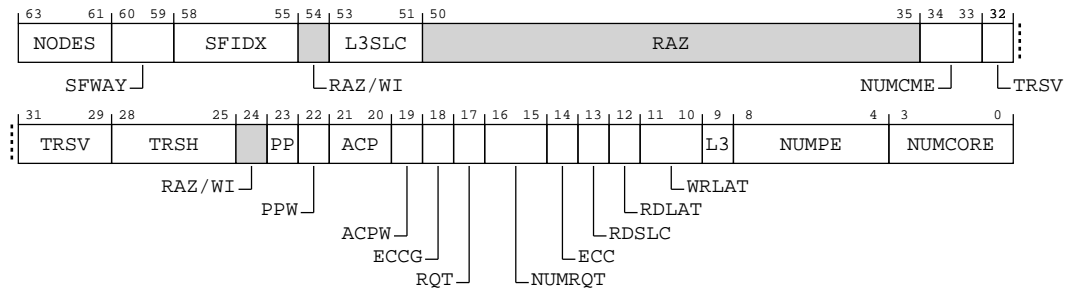 63 61 60 59 58 55 54 53 51 50 35 34 33 32
NODES SFIDX L3SLC RAZ
SFWAY RAZ/WI NUMCME TRSV
31 29 28 25 24 23 22 21 20 19 18 17 16 15 14 13 12 11 10 9 8 4 3 0
TRSV TRSH PP ACP L3 NUMPE NUMCORE
RAZ/WI WRLAT
PPW RDLAT
ACPW RDSLC
ECCG ECC
RQT NUMRQT